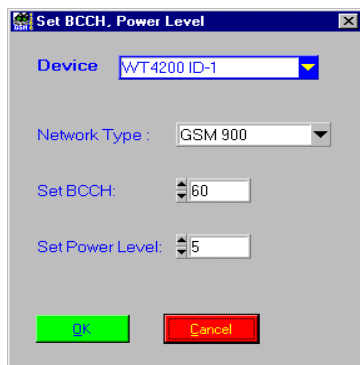 Set BCCH, Power Level
Device WT4200 ID-1
Network Type : GSM 900
Set BCCH: 60
Set Power Level: 5
OK Cancel